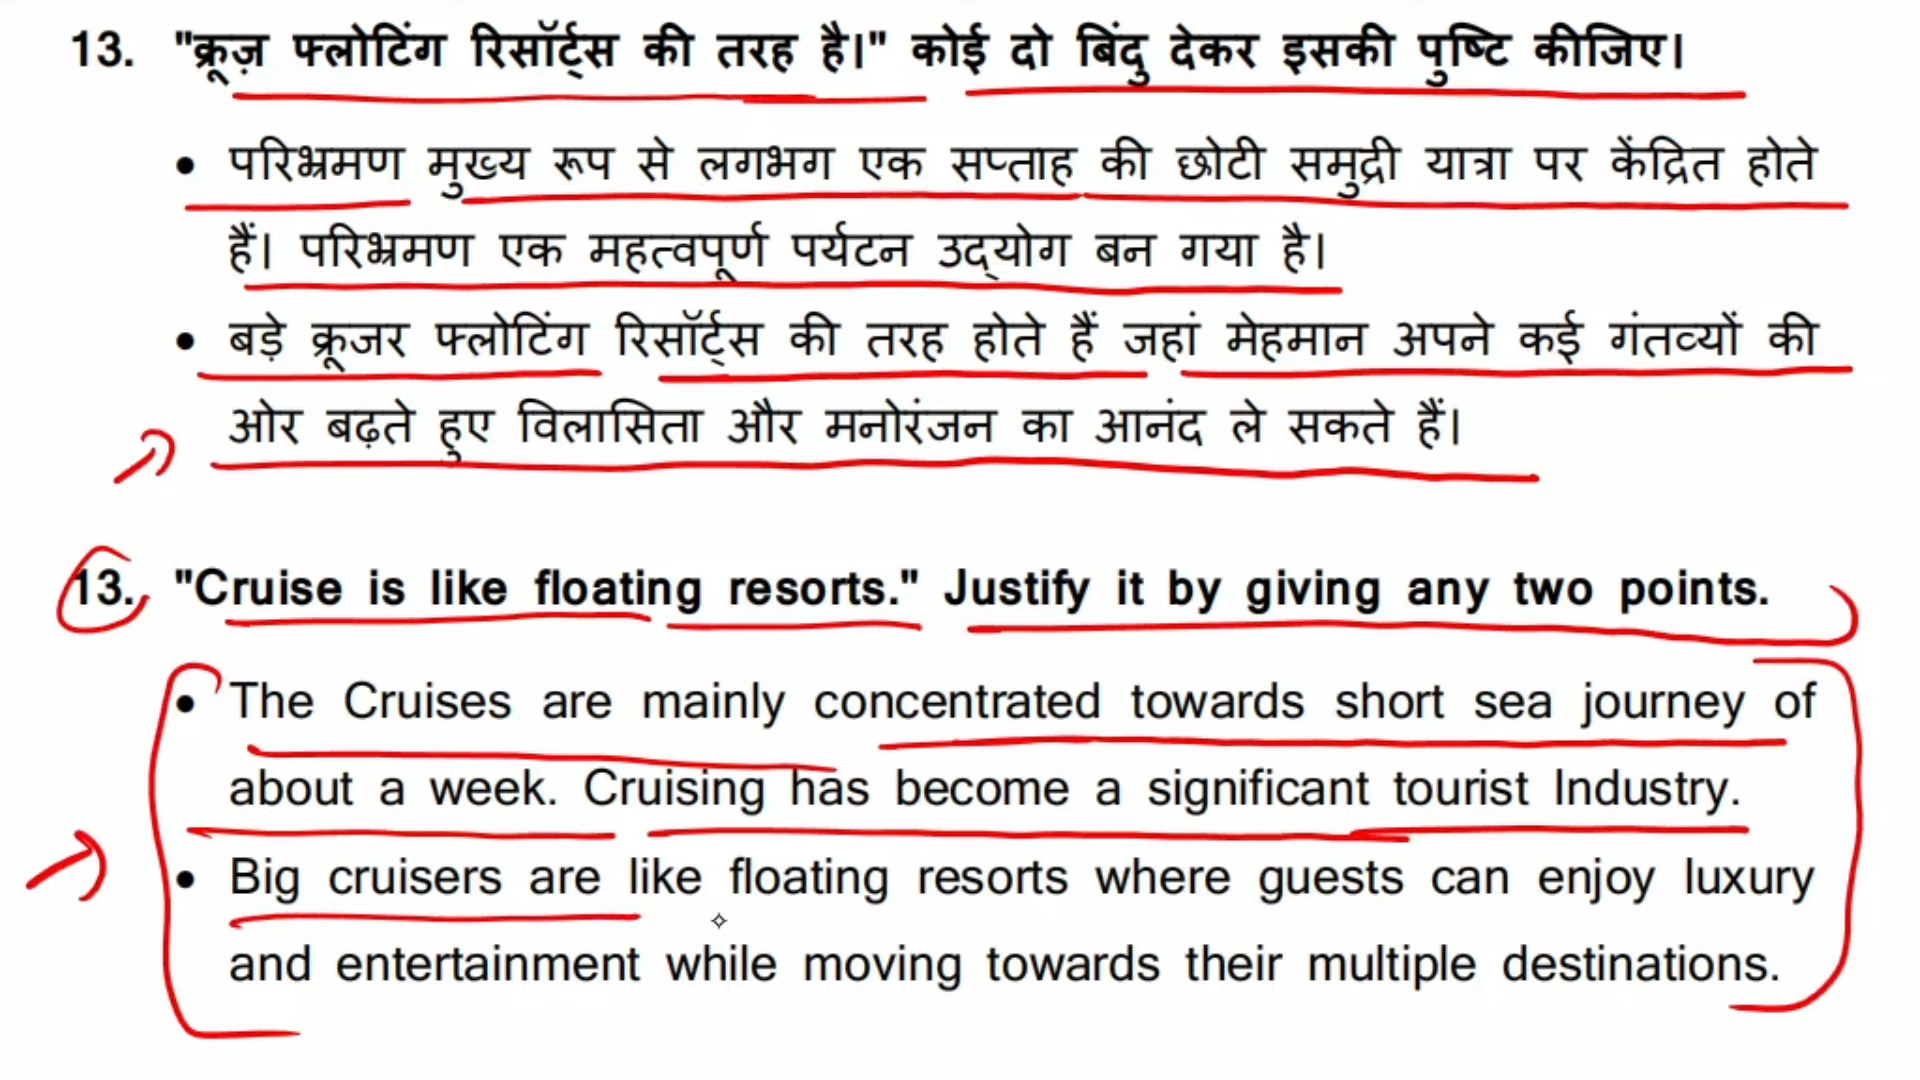 13. "क्रूज़ फ्लोटिंग रिसॉर्ट्स की तरह है।" कोई दो बिंदु देकर इसकी पुष्टि कीजिए।
• परिभ्रमण मुख्य रूप से लगभग एक सप्ताह की छोटी समुद्री यात्रा पर केंद्रित होते
हैं। परिभ्रमण एक महत्वपूर्ण पर्यटन उद्योग बन गया है।
• बड़े क्रूजर फ्लोटिंग रिसॉर्ट्स की तरह होते हैं जहां मेहमान अपने कई गंतव्यों की
ओर बढ़ते हुए विलासिता और मनोरंजन का आनंद ले सकते हैं।
13. "Cruise is like floating resorts." Justify it by giving any two points.
• The Cruises are mainly concentrated towards short sea journey of
about a week. Cruising has become a significant tourist Industry.
• Big cruisers are like floating resorts where guests can enjoy luxury
and entertainment while moving towards their multiple destinations.